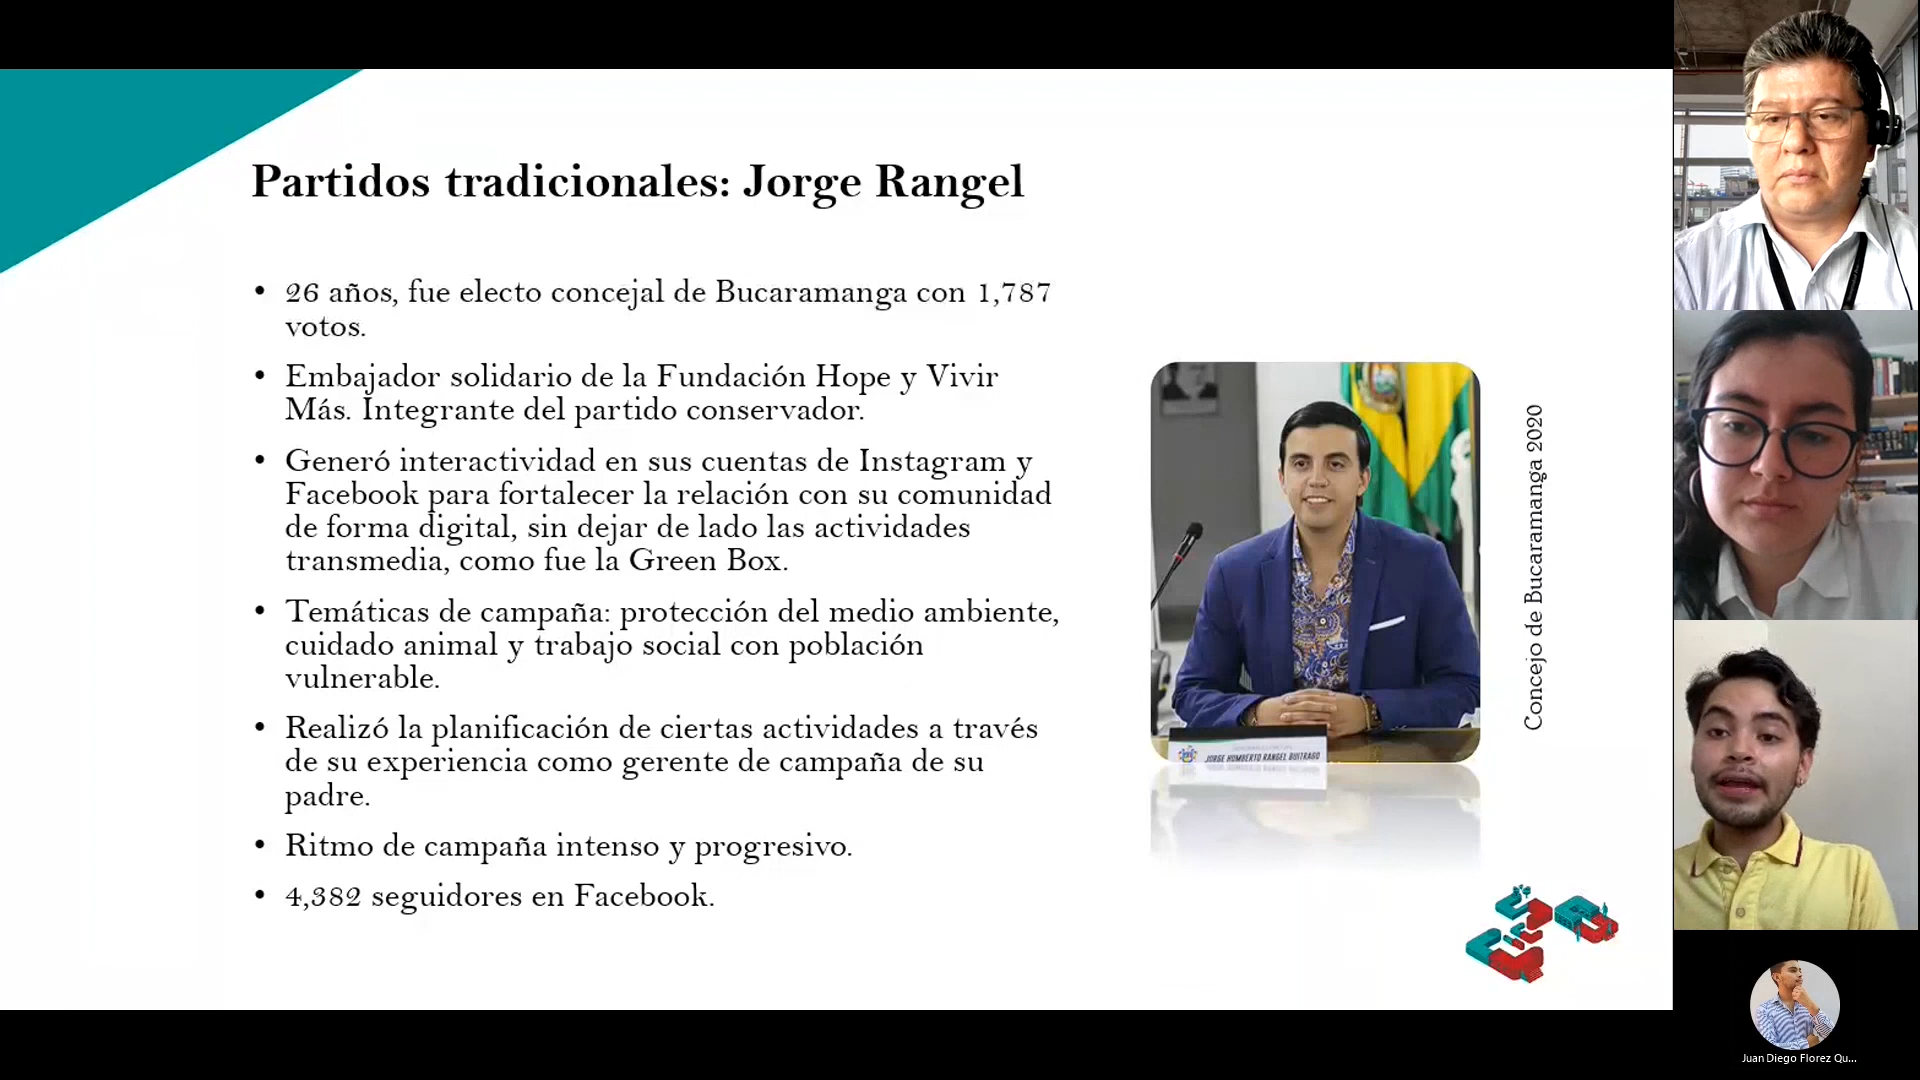 Partidos tradicionales: Jorge Rangel
• 26 años, fue electo concejal de Bucaramanga con 1,787
votos.
• Embajador solidario de la Fundación Hope y Vivir
Más. Integrante del partido conservador.
• Generó interactividad en sus cuentas de Instagram y
Facebook para fortalecer la relación con su comunidad
de forma digital, sin dejar de lado las actividades
transmedia, como fue la Green Box.
• Temáticas de campaña: protección del medio ambiente,
cuidado animal y trabajo social con población
vulnerable.
• Realizó la planificación de ciertas actividades a través
de su experiencia como gerente de campaña de su
padre.
• Ritmo de campaña intenso y progresivo.
• 4,382 seguidores en Facebook.
JORGE HUMBERTO RANGEL BUITRAGO
Concejo de Bucaramanga 2020
Juan Diego Florez Qu...